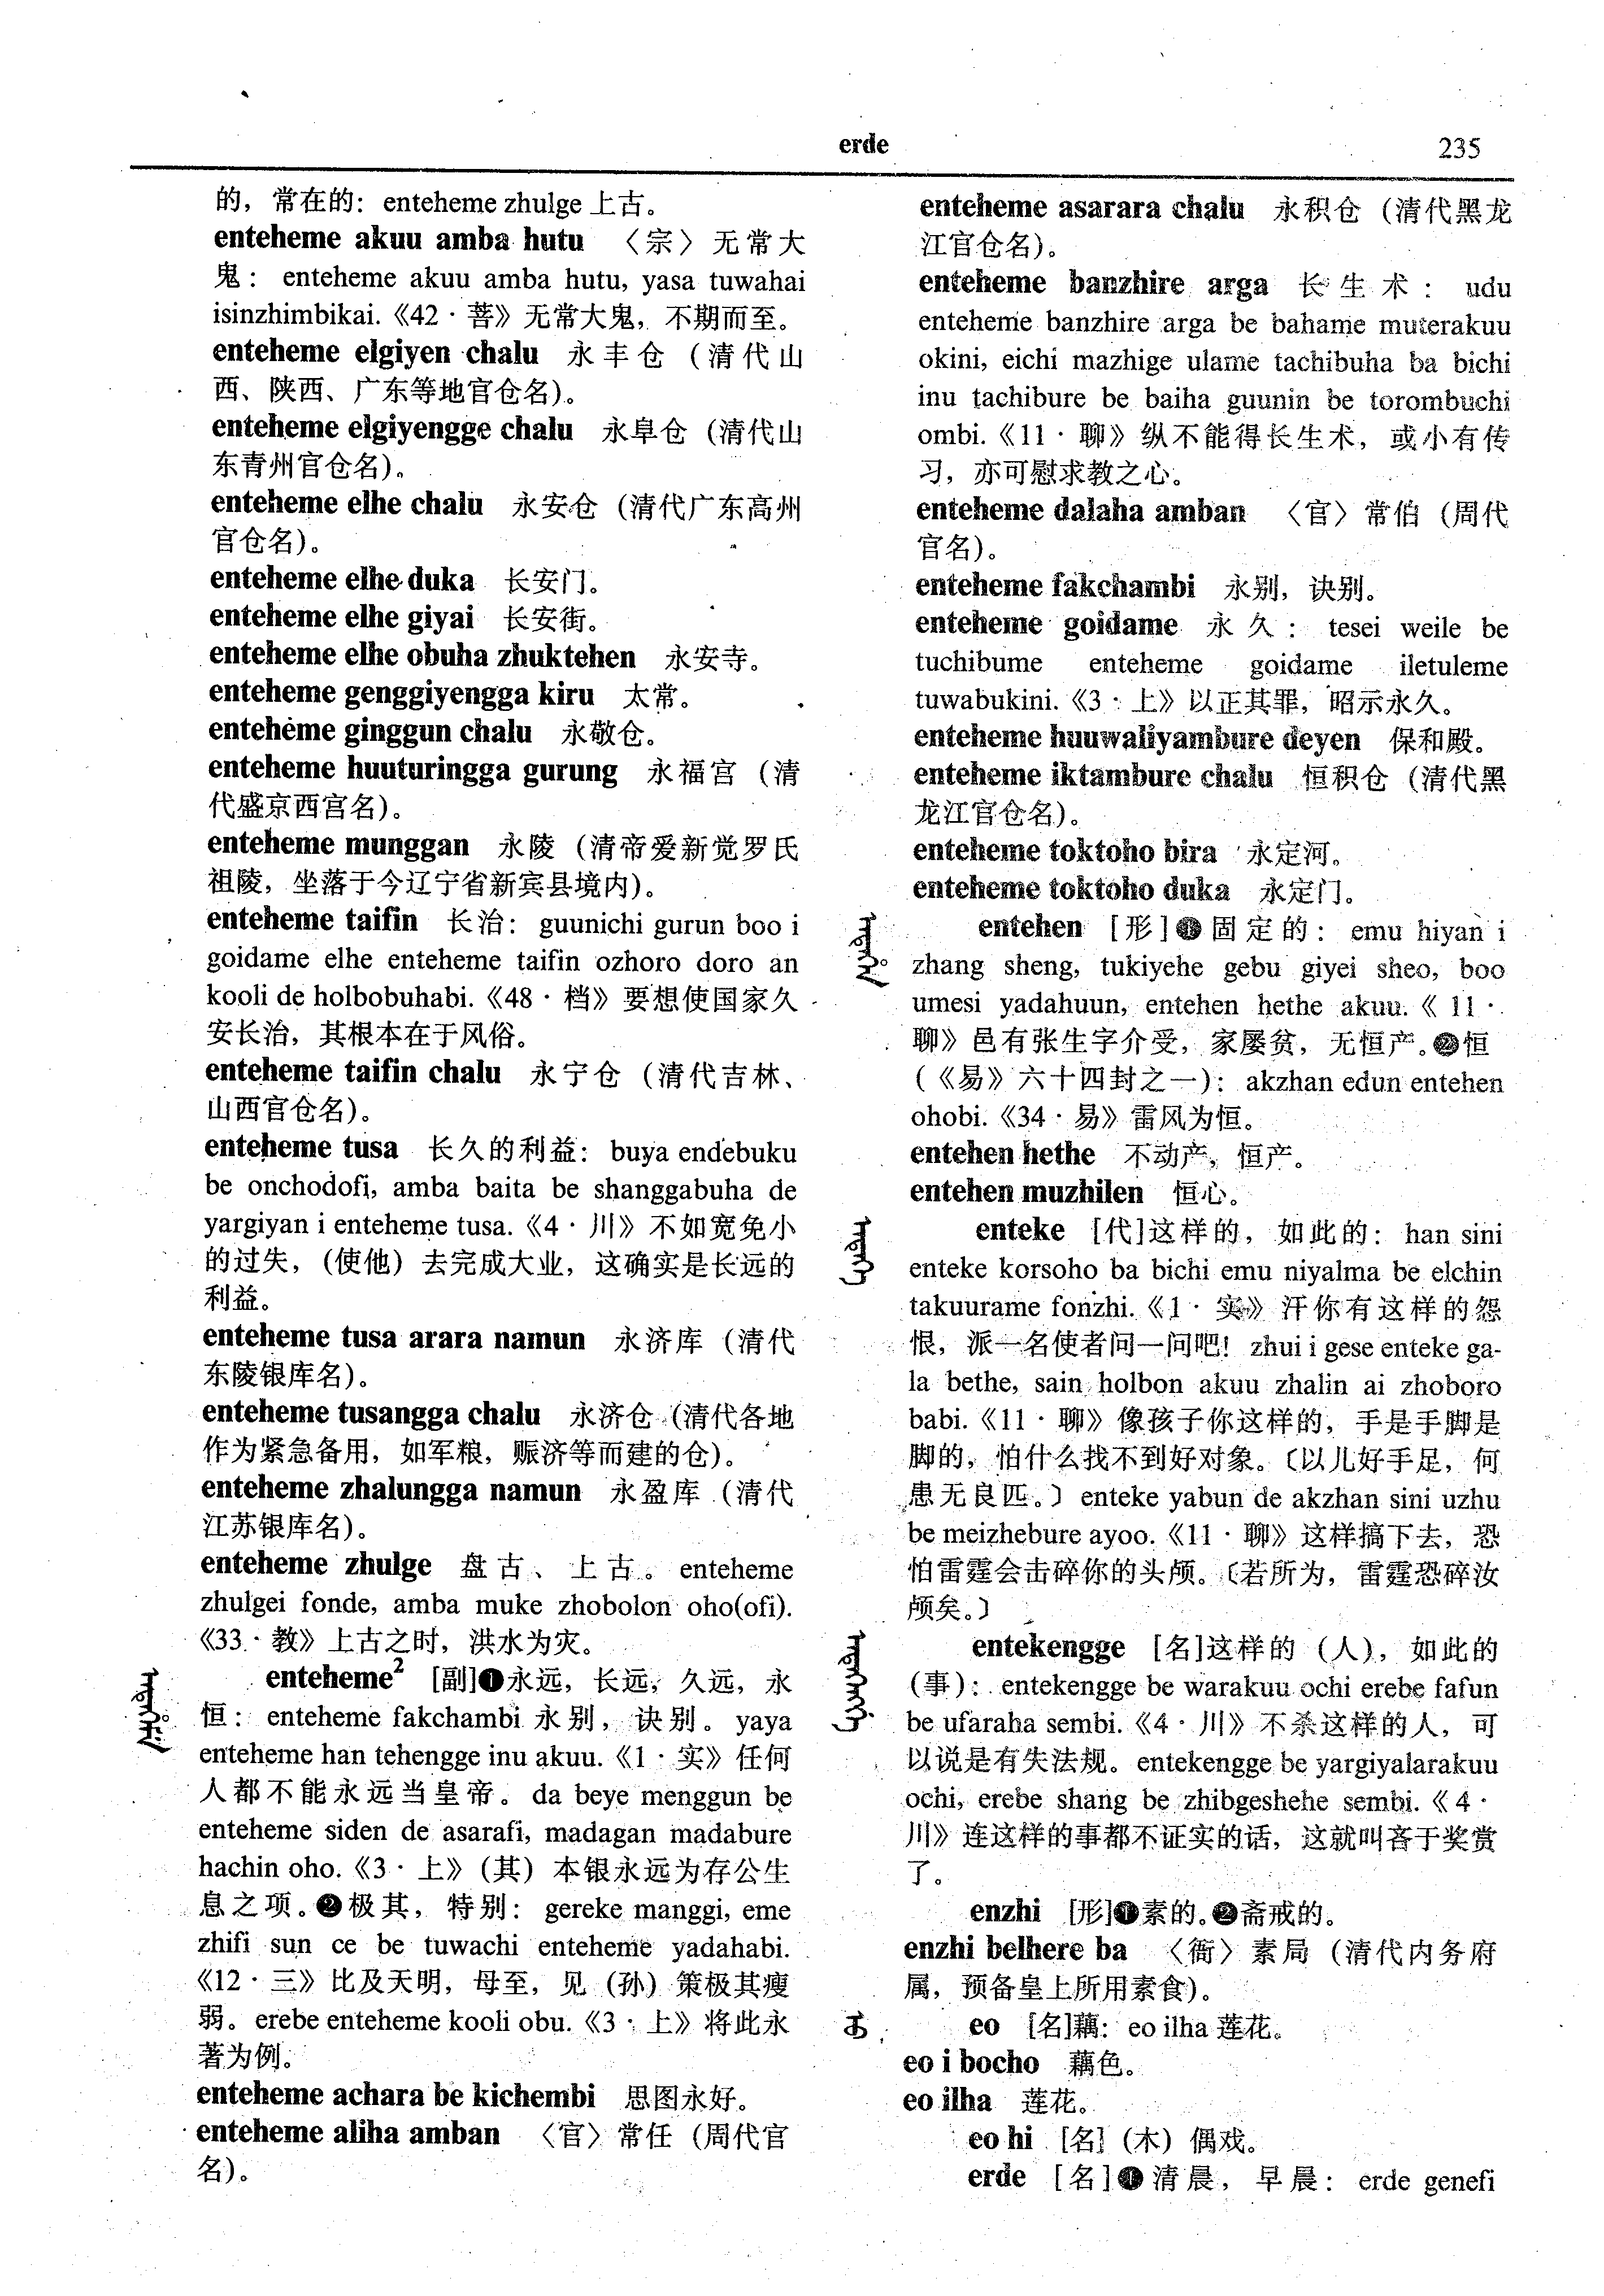 erde
235
的，常在的：enteheme zhulge 上古。
enteheme akuu amba hutu 〈宗〉无常大
鬼：enteheme akuu amba hutu, yasa tuwahai
isinzhimbikai.《42·菩》无常大鬼，不期而至。
enteheme elgiyen chalu 永丰仓（清代山
西、陕西、广东等地官仓名）。
enteheme elgiyengge chalu 永阜仓（清代山
东青州官仓名）。
enteheme elhe chalu 永安仓（清代广东高州
官仓名）。
enteheme elhe duka 长安门。
enteheme elhe giyai 长安街。
enteheme elhe obuha zhuktehen 永安寺。
enteheme genggiyengga kiru 太常。
enteheme ginggun chalu 永敬仓。
enteheme huuturingga gurung 永福宫（清
代盛京西宫名）。
enteheme munggan 永陵（清帝爱新觉罗氏
祖陵，坐落于今辽宁省新宾县境内）。
enteheme taifin 长治：guunichi gurun boo i
goidame elhe enteheme taifin ozhoro doro an
kooli de holbobuhabi.《48·档》要想使国家久
安长治，其根本在于风俗。
enteheme taifin chalu 永宁仓（清代吉林、
山西官仓名）。
enteheme tusa 长久的利益：buya endebuku
be onchodofi, amba baita be shanggabuha de
yargiyan i enteheme tusa.《4·川》不如宽免小
的过失，（使他）去完成大业，这确实是长远的
利益。
enteheme tusa arara namun 永济库（清代
东陵银库名）。
enteheme tusangga chalu 永济仓（清代各地
作为紧急备用，如军粮，赈济等而建的仓）。
enteheme zhalungga namun 永盈库（清代
江苏银库名）。
enteheme zhulge 盘古、上古。enteheme
zhulgei fonde, amba muke zhobolon oho(ofi).
《33·教》上古之时，洪水为灾。
enteheme² [副]❶永远，长远，久远，永
恒：enteheme fakchambi 永别，诀别。yaya
enteheme han tehengge inu akuu.《1·实》任何
人都不能永远当皇帝。da beye menggun be
enteheme siden de asarafi, madagan madabure
hachin oho.《3·上》（其）本银永远为存公生
息之项。❷极其，特别：gereke manggi, eme
zhifi sun ce be tuwachi enteheme yadahabi.
《12·三》比及天明，母至，见（孙）策极其瘦
弱。erebe enteheme kooli obu.《3·上》将此永
著为例。
enteheme achara be kichembi 思图永好。
enteheme aliha amban 〈官〉常任（周代官
名）。
enteheme asarara chalu 永积仓（清代黑龙
江官仓名）。
enteheme banzhire arga 长生术：udu
enteheme banzhire arga be bahame muterakuu
okini, eichi mazhige ulame tachibuha ba bichi
inu tachibure be baiha guunin be torombuchi
ombi.《11·聊》纵不能得长生术，或小有传
习，亦可慰求教之心。
enteheme dalaha amban 〈官〉常伯（周代
官名）。
enteheme fakchambi 永别，诀别。
enteheme goidame 永久：tesei weile be
tuchibume enteheme goidame iletuleme
tuwabukini.《3·上》以正其罪，昭示永久。
enteheme huuwaliyambure deyen 保和殿。
enteheme iktambure chalu 恒积仓（清代黑
龙江官仓名）。
enteheme toktoho bira 永定河。
enteheme toktoho duka 永定门。
entehen [形]❶固定的：emu hiyan i
zhang sheng, tukiyehe gebu giyei sheo, boo
umesi yadahuun, entehen hethe akuu.《11·
聊》邑有张生字介受，家屡贫，无恒产。❷恒
（《易》六十四封之一）：akzhan edun entehen
ohobi.《34·易》雷风为恒。
entehen hethe 不动产，恒产。
entehen muzhilen 恒心。
enteke [代]这样的，如此的：han sini
enteke korsoho ba bichi emu niyalma be elchin
takuurame fonzhi.《1·实》汗你有这样的怨
恨，派一名使者问一问吧！zhui i gese enteke ga-
la bethe, sain holbon akuu zhalin ai zhoboro
babi.《11·聊》像孩子你这样的，手是手脚是
脚的，怕什么找不到好对象。〔以儿好手足，何
患无良匹。〕enteke yabun de akzhan sini uzhu
be meizhebure ayoo.《11·聊》这样搞下去，恐
怕雷霆会击碎你的头颅。〔若所为，雷霆恐碎汝
颅矣。〕
entekengge [名]这样的（人），如此的
（事）：entekengge be warakuu ochi erebe fafun
be ufaraha sembi.《4·川》不杀这样的人，可
以说是有失法规。entekengge be yargiyalarakuu
ochi, erebe shang be zhibgeshehe sembi.《4·
川》连这样的事都不证实的话，这就叫吝于奖赏
了。
enzhi [形]❶素的。❷斋戒的。
enzhi belhere ba 〈衙〉素局（清代内务府
属，预备皇上所用素食）。
eo [名]藕：eo ilha 莲花。
eo i bocho 藕色。
eo ilha 莲花。
eo hi [名]（木）偶戏。
erde [名]❶清晨，早晨：erde genefi